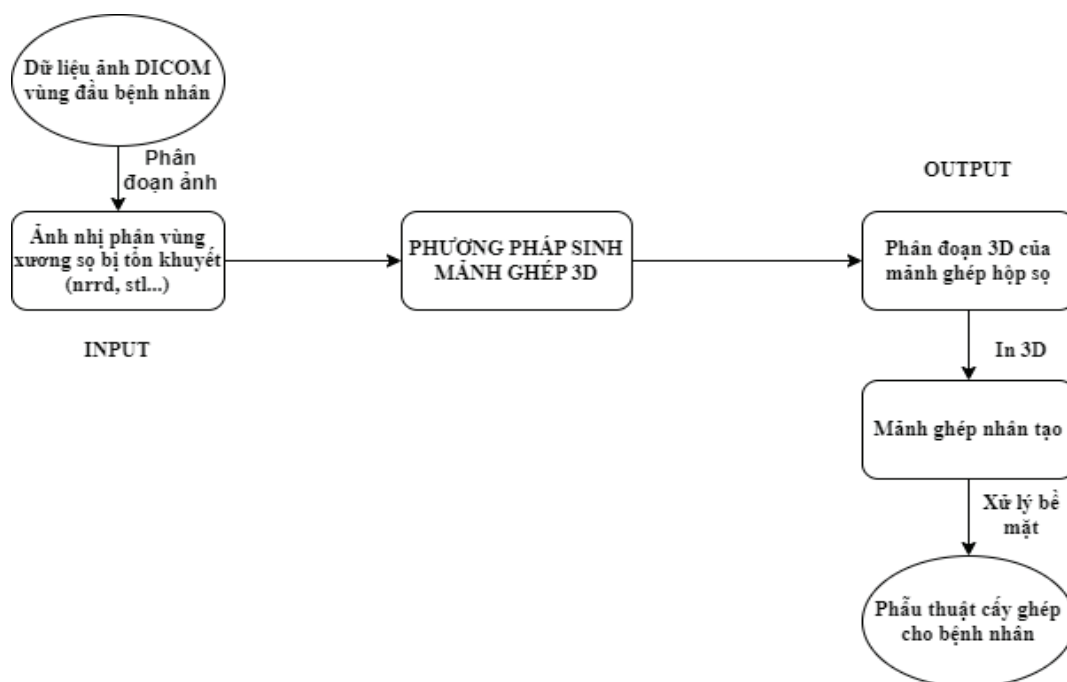 Dữ liệu ảnh DICOM
vùng đầu bệnh nhân
Phân
đoạn ảnh
Ảnh nhị phân vùng
xương sọ bị tổn khuyết
(nrrd, stl...)
INPUT
PHƯƠNG PHÁP SINH
MẢNH GHÉP 3D
OUTPUT
Phân đoạn 3D của
mảnh ghép hộp sọ
In 3D
Mảnh ghép nhân tạo
Xử lý bề
mặt
Phẫu thuật cấy ghép
cho bệnh nhân